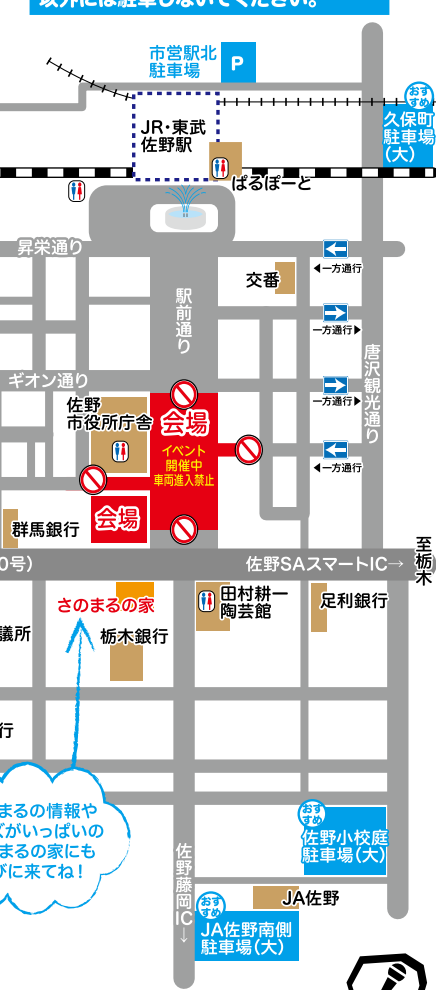 以外には駐車しないでください。
市営駅北
駐車場
P
おす
すめ
久保町
駐車場
(大)
JR・東武
佐野駅
ぱるぽーと
昇栄通り
◀一方通行
交番
駅前通り
一方通行▶
唐沢観光通り
ギオン通り
一方通行▶
佐野
市役所庁舎
会場
イベント
開催中
車両進入禁止
◀一方通行
会場
群馬銀行
0号)
佐野SAスマートIC→
至栃木
さのまるの家
田村耕一
陶芸館
足利銀行
議所
栃木銀行
行
まるの情報や
ズがいっぱいの
まるの家にも
びに来てね!
おす
すめ
佐野小校庭
駐車場(大)
佐野藤岡IC→
JA佐野
おす
すめ
JA佐野南側
駐車場(大)